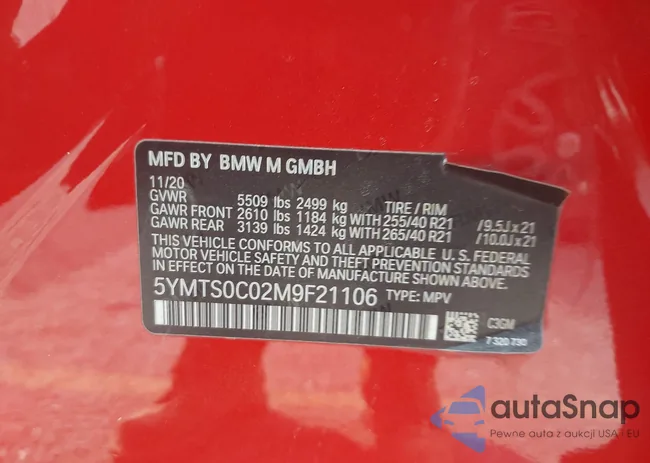 MFD BY BMW M GMBH
11/20
GVWR 5509 lbs 2499 kg TIRE / RIM
GAWR FRONT 2610 lbs 1184 kg WITH 255/40 R21 /9.5J x 21
GAWR REAR 3139 lbs 1424 kg WITH 265/40 R21 /10.0J x 21
THIS VEHICLE CONFORMS TO ALL APPLICABLE U. S. FEDERAL
MOTOR VEHICLE SAFETY AND THEFT PREVENTION STANDARDS
IN EFFECT ON THE DATE OF MANUFACTURE SHOWN ABOVE.
5YMTS0C02M9F21106 TYPE: MPV
C3GM
7 320 730
autaSnap
Pewne auta z aukcji USA i EU